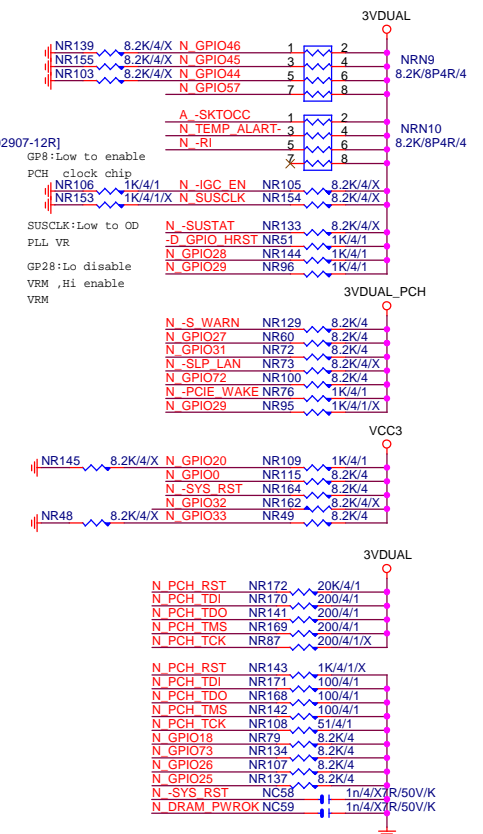 3VDUAL
NR139 8.2K/4/X N_GPIO46 1 2
NR155 8.2K/4/X N_GPIO45 3 4 NRN9
NR103 8.2K/4/X N_GPIO44 5 6 8.2K/8P4R/4
N_GPIO57 7 8
A_-SKTOCC 1 2
N_TEMP_ALART- 3 4 NRN10
02907-12R] N_-RI 5 6 8.2K/8P4R/4
GP8:Low to enable 7 8
PCH clock chip
NR106 1K/4/1 N_-IGC_EN NR105 8.2K/4/X
NR153 1K/4/1/X N_SUSCLK NR154 8.2K/4/X
SUSCLK:Low to OD
PLL VR
GP28:Lo disable
VRM ,Hi enable
VRM
N_-SUSTAT NR133 8.2K/4/X
-D_GPIO_HRST NR51 1K/4/1
N_GPIO28 NR144 1K/4/1
N_GPIO29 NR96 1K/4/1
3VDUAL_PCH
N_-S_WARN NR129 8.2K/4
N_GPIO27 NR60 8.2K/4
N_GPIO31 NR72 8.2K/4
N_-SLP_LAN NR73 8.2K/4/X
N_GPIO72 NR100 8.2K/4
N_-PCIE_WAKE NR76 1K/4/1
N_GPIO29 NR95 1K/4/1/X
VCC3
NR145 8.2K/4/X N_GPIO20 NR109 1K/4/1
N_GPIO0 NR115 8.2K/4
N_-SYS_RST NR164 8.2K/4
N_GPIO32 NR162 8.2K/4/X
NR48 8.2K/4/X N_GPIO33 NR49 8.2K/4
3VDUAL
N_PCH_RST NR172 20K/4/1
N_PCH_TDI NR170 200/4/1
N_PCH_TDO NR141 200/4/1
N_PCH_TMS NR169 200/4/1
N_PCH_TCK NR87 200/4/1/X
N_PCH_RST NR143 1K/4/1/X
N_PCH_TDI NR171 100/4/1
N_PCH_TDO NR168 100/4/1
N_PCH_TMS NR142 100/4/1
N_PCH_TCK NR108 51/4/1
N_GPIO18 NR79 8.2K/4
N_GPIO73 NR134 8.2K/4
N_GPIO26 NR107 8.2K/4
N_GPIO25 NR137 8.2K/4
N_-SYS_RST NC58 1n/4/X7R/50V/K
N_DRAM_PWROK NC59 1n/4/X7R/50V/K